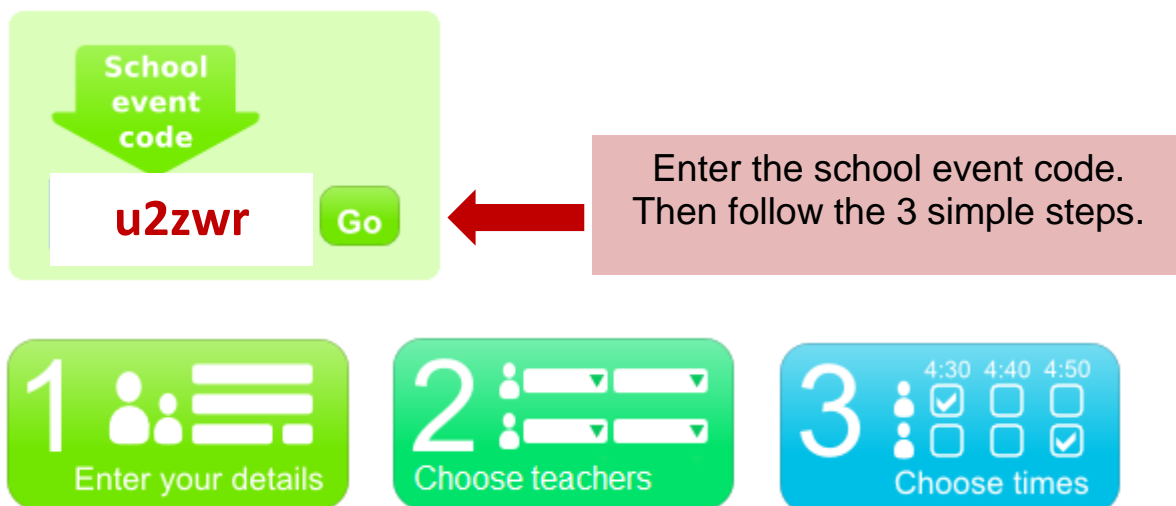 School
event
code
u2zwr
Go
Enter the school event code.
Then follow the 3 simple steps.
1
Enter your details
2
Choose teachers
3
4:30 4:40 4:50
Choose times